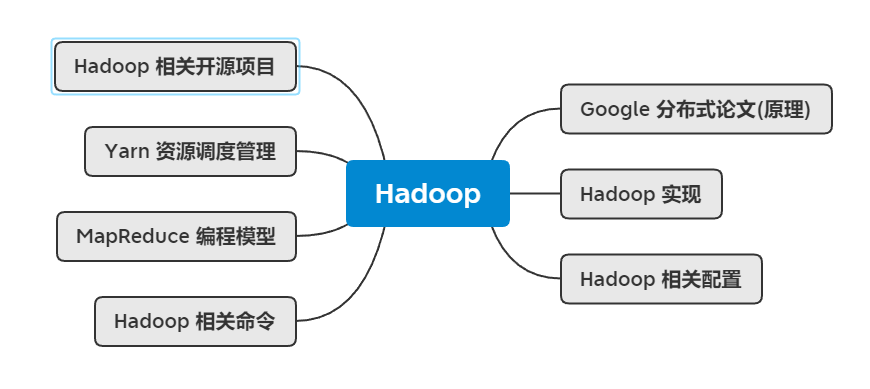 Hadoop 相关开源项目
Yarn 资源调度管理
MapReduce 编程模型
Hadoop 相关命令
Hadoop
Google 分布式论文(原理)
Hadoop 实现
Hadoop 相关配置